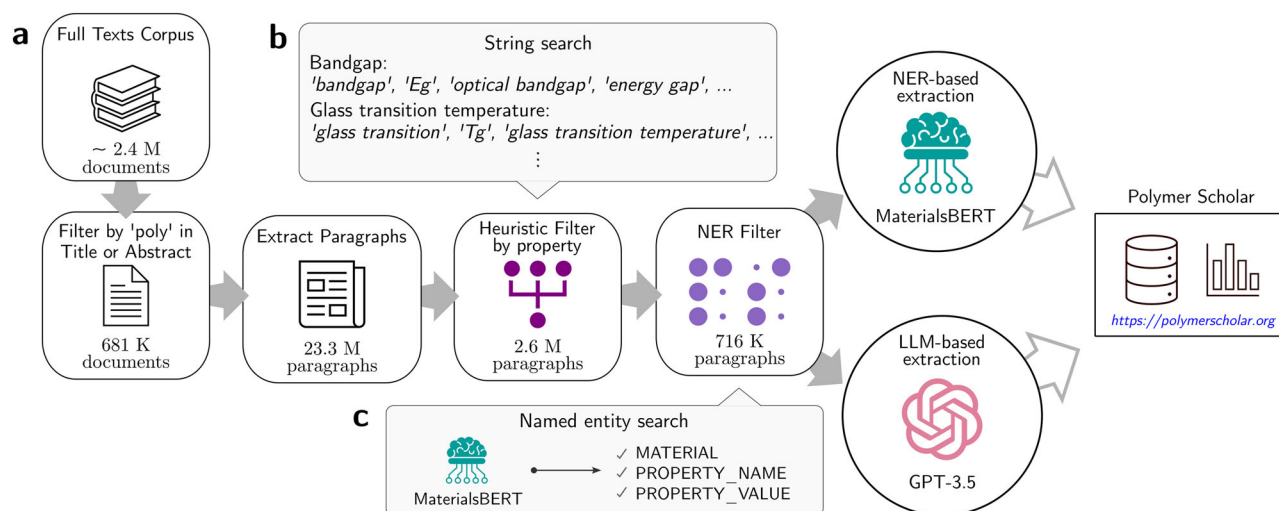 a
Full Texts Corpus
~ 2.4 M
documents
Filter by 'poly' in
Title or Abstract
681 K
documents
Extract Paragraphs
23.3 M
paragraphs
b
String search
Bandgap:
'bandgap', 'Eg', 'optical bandgap', 'energy gap', ...
Glass transition temperature:
'glass transition', 'Tg', 'glass transition temperature', ...
⋮
Heuristic Filter
by property
2.6 M
paragraphs
NER Filter
716 K
paragraphs
c
Named entity search
MaterialsBERT
✓ MATERIAL
✓ PROPERTY_NAME
✓ PROPERTY_VALUE
NER-based
extraction
MaterialsBERT
LLM-based
extraction
GPT-3.5
Polymer Scholar
https://polymerscholar.org